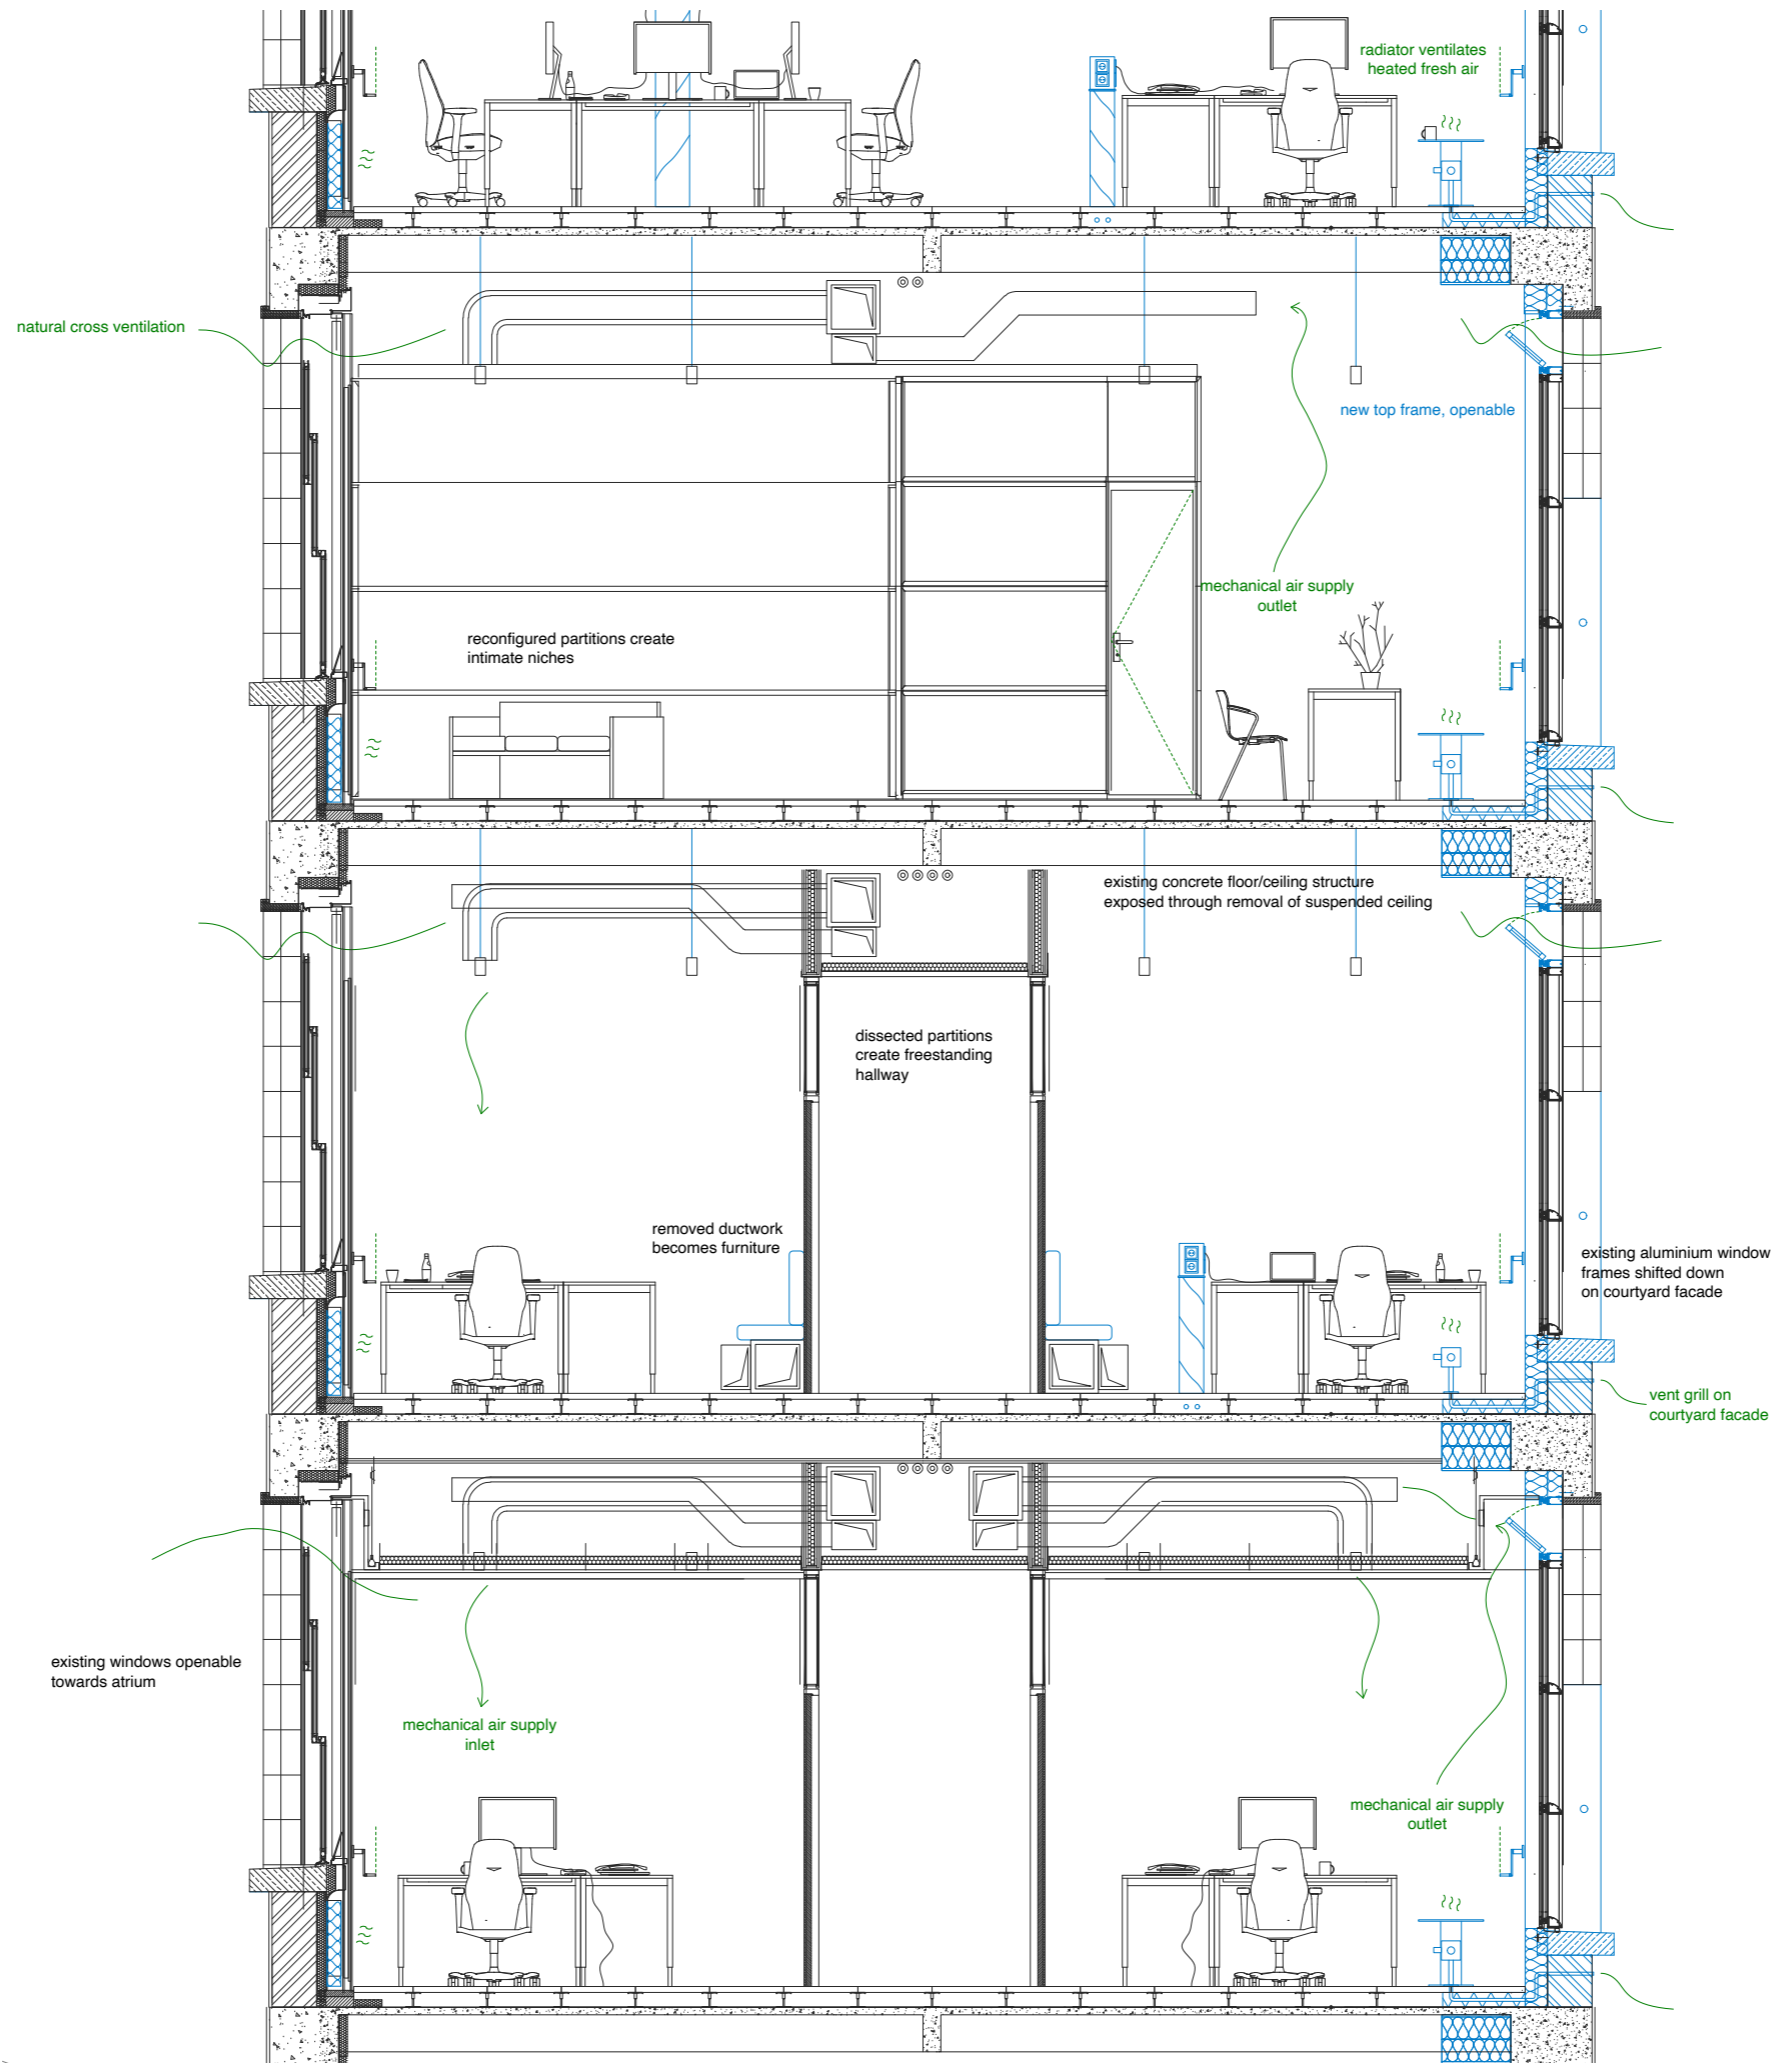 radiator ventilates
heated fresh air
natural cross ventilation
new top frame, openable
mechanical air supply
outlet
reconfigured partitions create
intimate niches
existing concrete floor/ceiling structure
exposed through removal of suspended ceiling
dissected partitions
create freestanding
hallway
removed ductwork
becomes furniture
existing aluminium window
frames shifted down
on courtyard facade
vent grill on
courtyard facade
existing windows openable
towards atrium
mechanical air supply
inlet
mechanical air supply
outlet